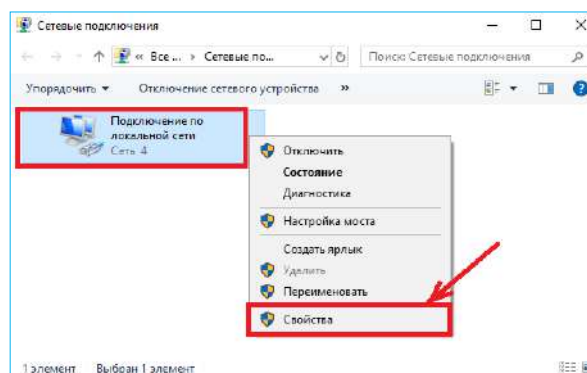 Сетевые подключения
« Все ... › Сетевые по...
Поиск: Сетевые подключения
Упорядочить
Отключение сетевого устройства »
Подключение по
локальной сети
Сеть 4
Отключить
Состояние
Диагностика
Настройка моста
Создать ярлык
Удалить
Переименовать
Свойства
1 элемент Выбран 1 элемент